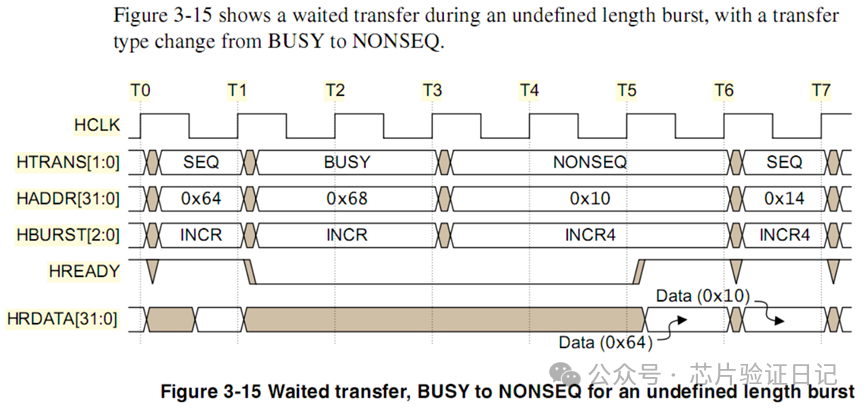 Figure 3-15 shows a waited transfer during an undefined length burst, with a transfer
type change from BUSY to NONSEQ.
T0 T1 T2 T3 T4 T5 T6 T7
HCLK
HTRANS[1:0] SEQ BUSY NONSEQ SEQ
HADDR[31:0] 0x64 0x68 0x10 0x14
HBURST[2:0] INCR INCR INCR4 INCR4
HREADY
Data (0x10)
HRDATA[31:0]
Data (0x64)
公众号 · 芯片验证日记
Figure 3-15 Waited transfer, BUSY to NONSEQ for an undefined length burst